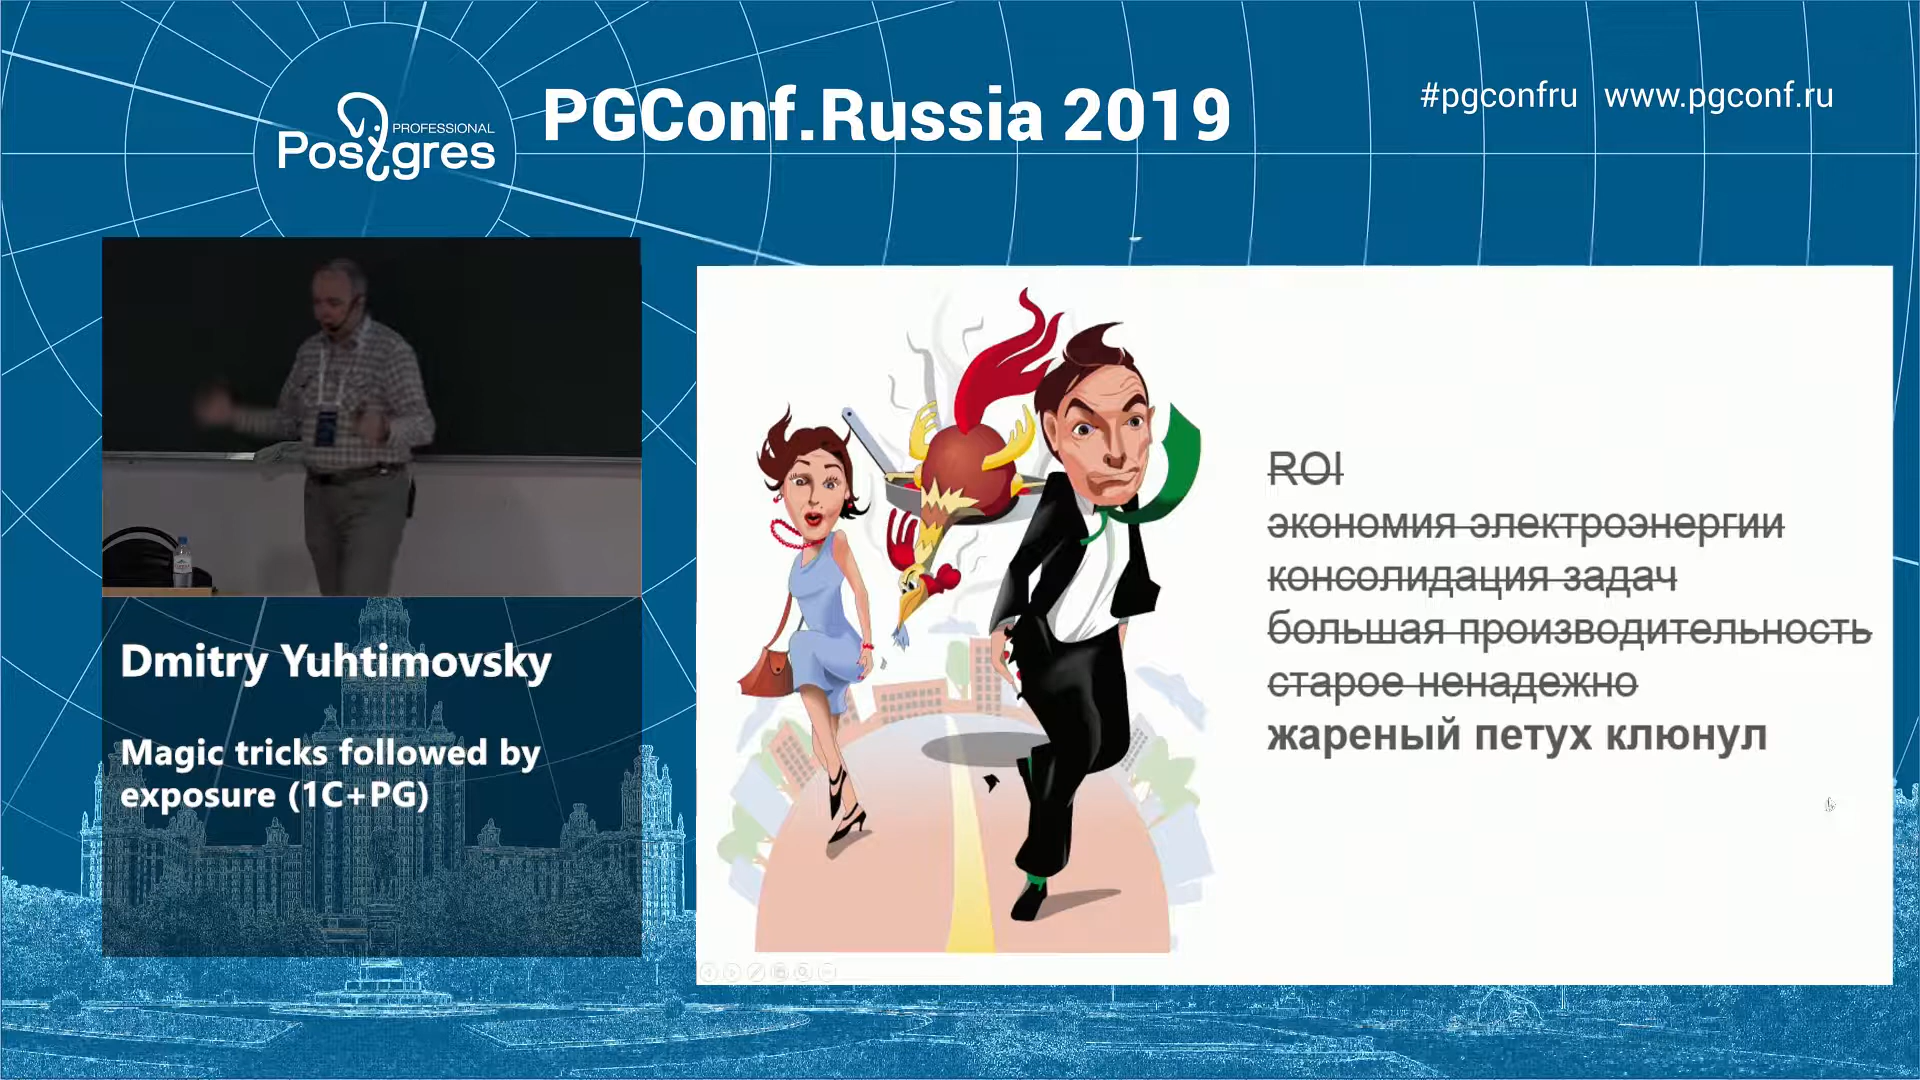 PROFESSIONAL
Postgres
PGConf.Russia 2019
#pgconfru www.pgconf.ru
Dmitry Yuhtimovsky
Magic tricks followed by
exposure (1C+PG)
ROI
экономия электроэнергии
консолидация задач
большая производительность
старое ненадежно
жареный петух клюнул